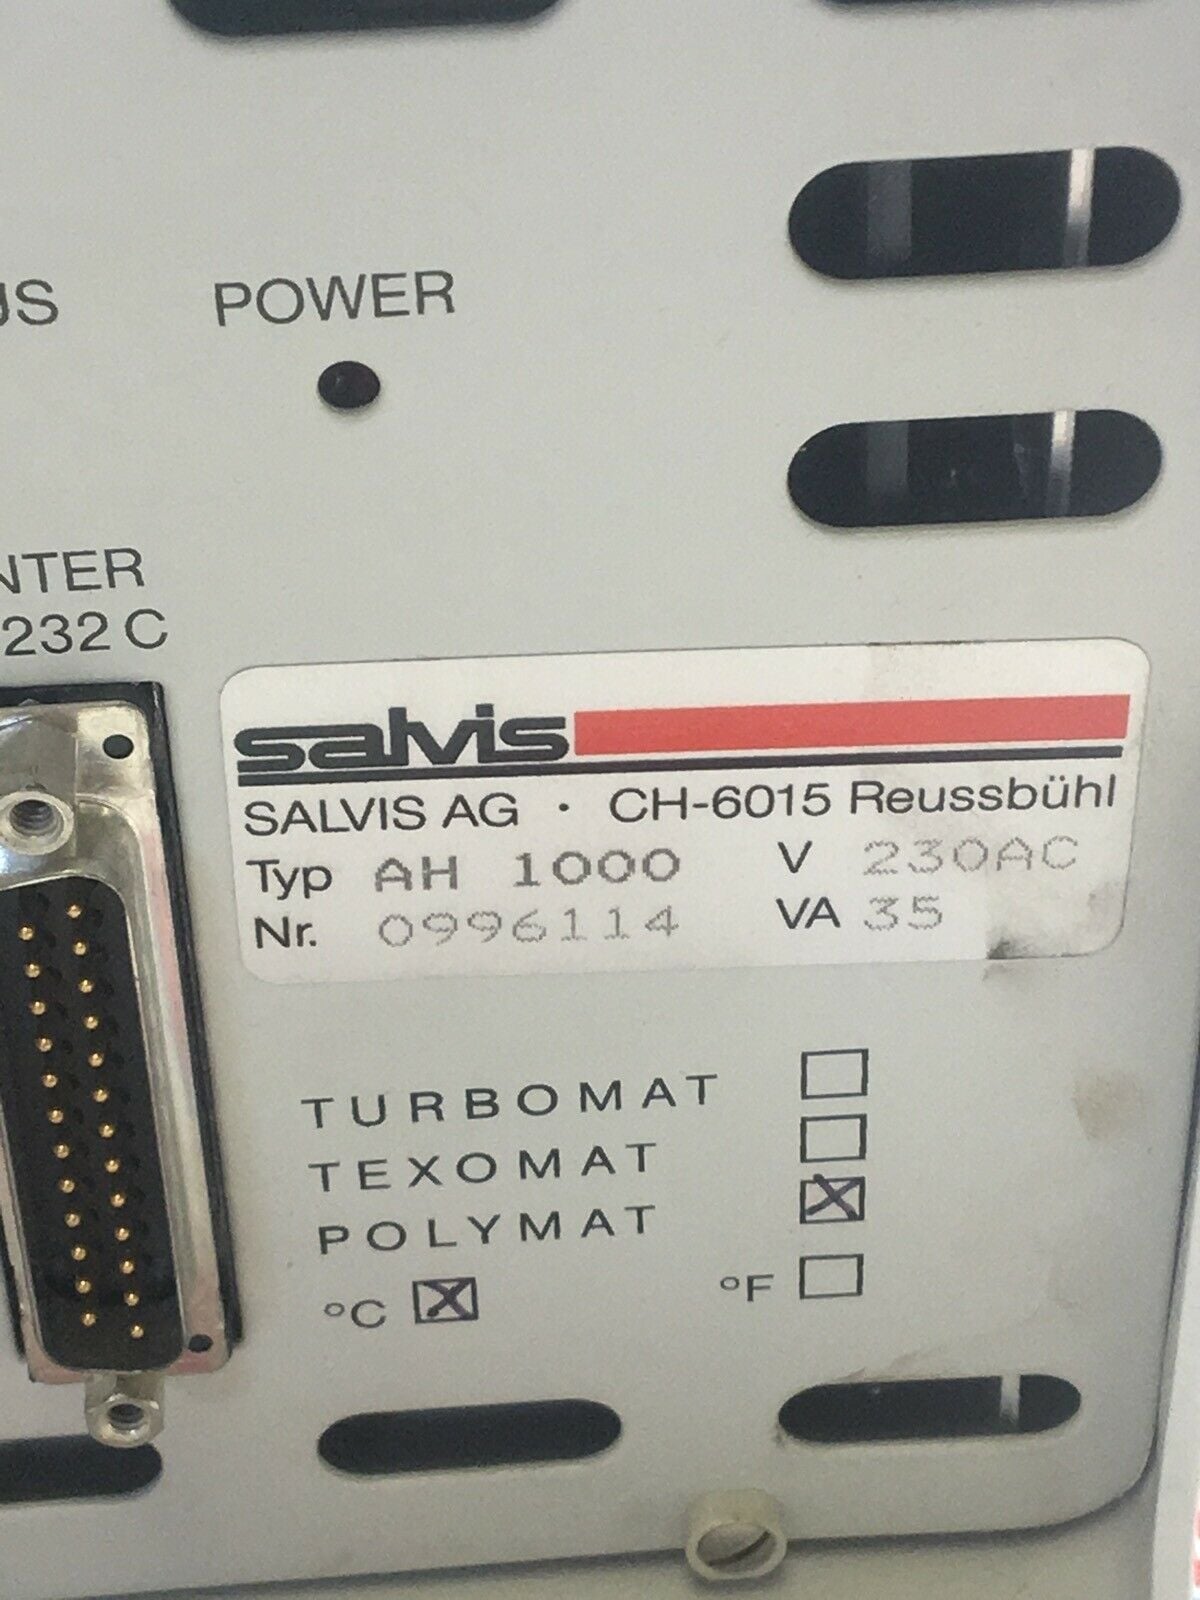 POWER
232 C
salvis
SALVIS AG · CH-6015 Reussbühl
Typ AH 1000 V 230AC
Nr. 0996114 VA 35
TURBOMAT
TEXOMAT
POLYMAT
°C °F